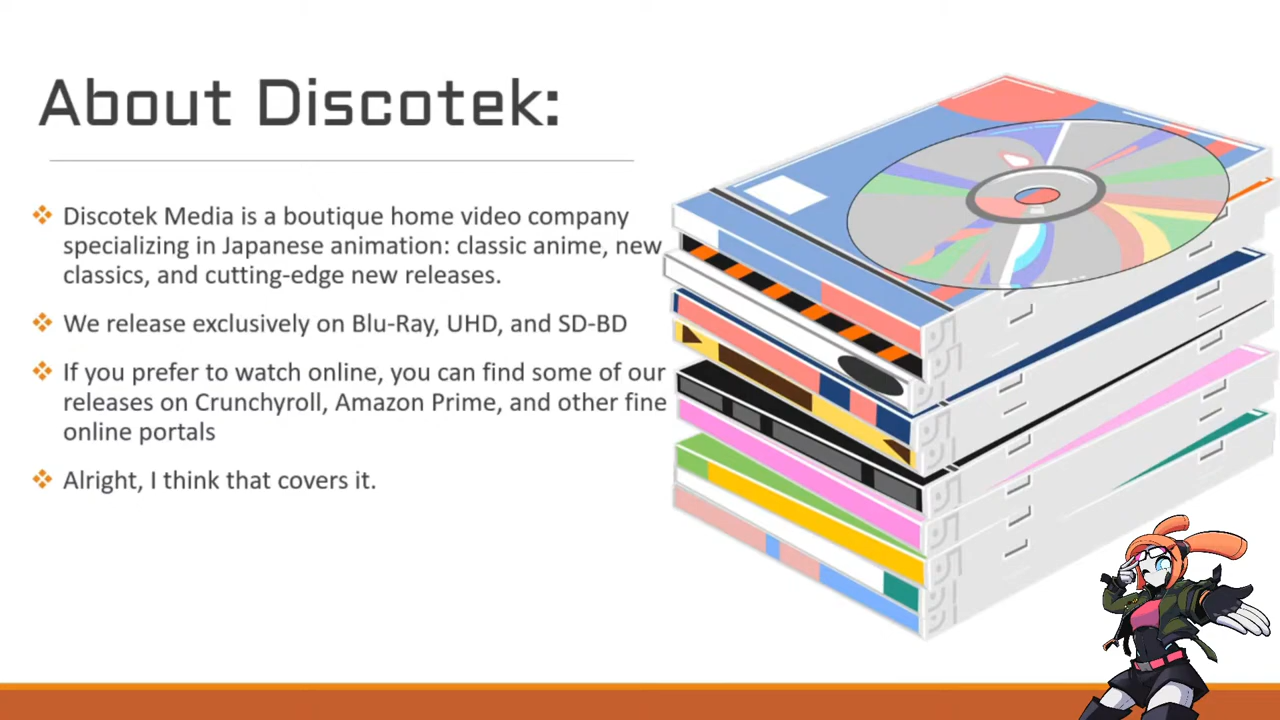 About Discotek:
Discotek Media is a boutique home video company
specializing in Japanese animation: classic anime, new
classics, and cutting-edge new releases.
We release exclusively on Blu-Ray, UHD, and SD-BD
If you prefer to watch online, you can find some of our
releases on Crunchyroll, Amazon Prime, and other fine
online portals
Alright, I think that covers it.